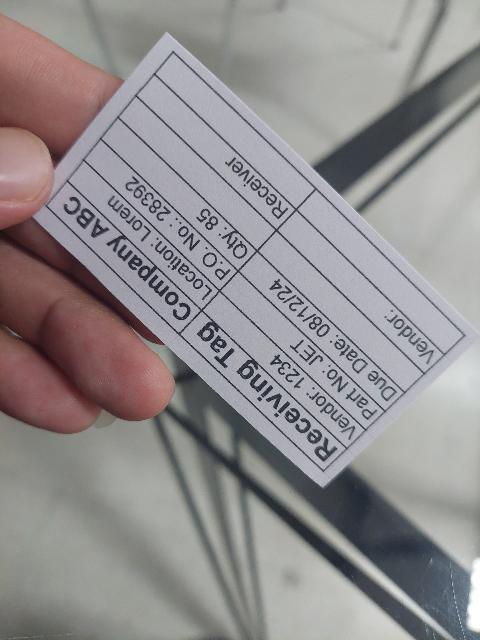 Receiving Tag Company ABC
Vendor: 1234 Location: Lorem
Part No.: JET P.O. No.: 28392
Due Date: 08/12/24 Qty: 85
Vendor: Receiver